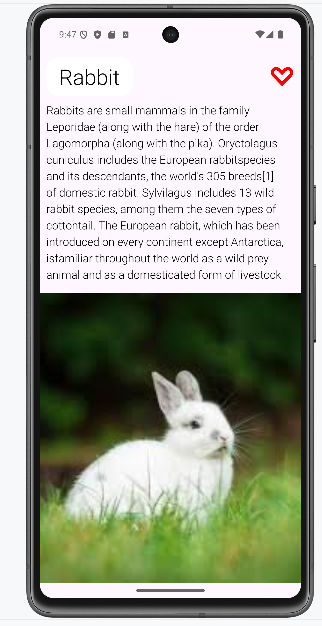 9:47
Rabbit
Rabbits are small mammals in the family
Leporidae (along with the hare) of the order
Lagomorpha (along with the pika). Oryctolagus
cuniculus includes the European rabbitspecies
and its descendants, the world's 305 breeds[1]
of domestic rabbit. Sylvilagus includes 13 wild
rabbit species, among them the seven types of
cottontail. The European rabbit, which has been
introduced on every continent except Antarctica,
isfamiliar throughout the world as a wild prey
animal and as a domesticated form of livestock